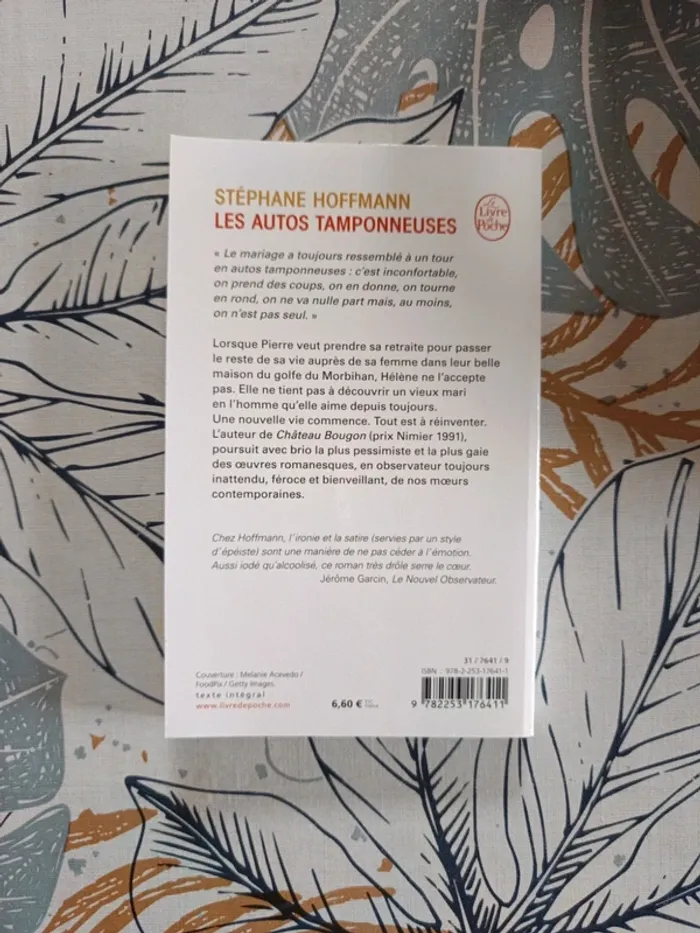 STÉPHANE HOFFMANN
LES AUTOS TAMPONNEUSES
Le
Livre
de
Poche
« Le mariage a toujours ressemblé à un tour
en autos tamponneuses : c'est inconfortable,
on prend des coups, on en donne, on tourne
en rond, on ne va nulle part mais, au moins,
on n'est pas seul. »
Lorsque Pierre veut prendre sa retraite pour passer
le reste de sa vie auprès de sa femme dans leur belle
maison du golfe du Morbihan, Hélène ne l'accepte
pas. Elle ne tient pas à découvrir un vieux mari
en l'homme qu'elle aime depuis toujours.
Une nouvelle vie commence. Tout est à réinventer.
L'auteur de Château Bougon (prix Nimier 1991),
poursuit avec brio la plus pessimiste et la plus gaie
des œuvres romanesques, en observateur toujours
inattendu, féroce et bienveillant, de nos mœurs
contemporaines.
Chez Hoffmann, l'ironie et la satire (servies par un style
d'épéiste) sont une manière de ne pas céder à l'émotion.
Aussi iodé qu'alcoolisé, ce roman très drôle serre le cœur.
Jérôme Garcin, Le Nouvel Observateur.
31 / 7641 / 9
ISBN : 978-2-253-17641-1
Couverture : Melanie Acevedo /
FoodPix / Getty Images.
texte intégral
www.livredepoche.com
6,60 €
9 782253 176411